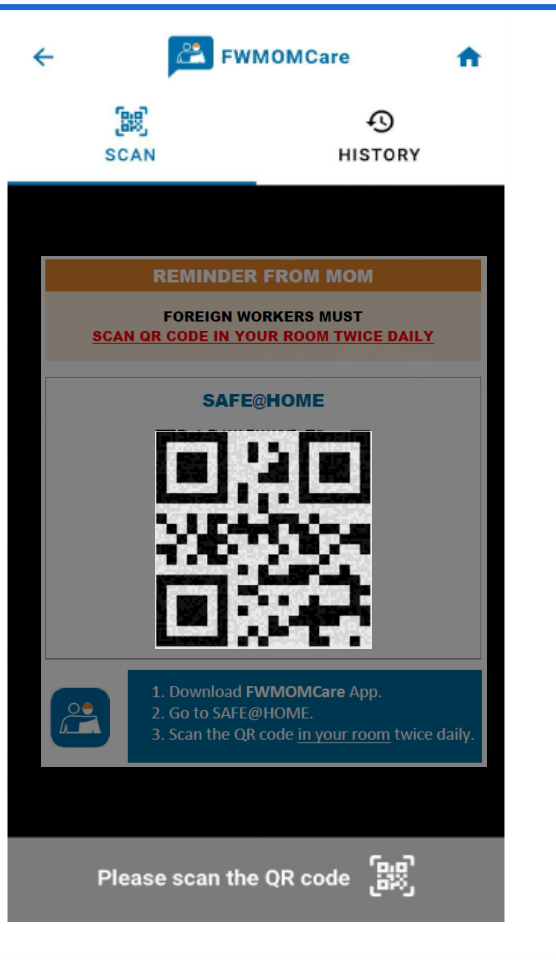 FWMOMCare
SCAN
HISTORY
REMINDER FROM MOM
FOREIGN WORKERS MUST
SCAN QR CODE IN YOUR ROOM TWICE DAILY
SAFE@HOME
1. Download FWMOMCare App.
2. Go to SAFE@HOME.
3. Scan the QR code in your room twice daily.
Please scan the QR code